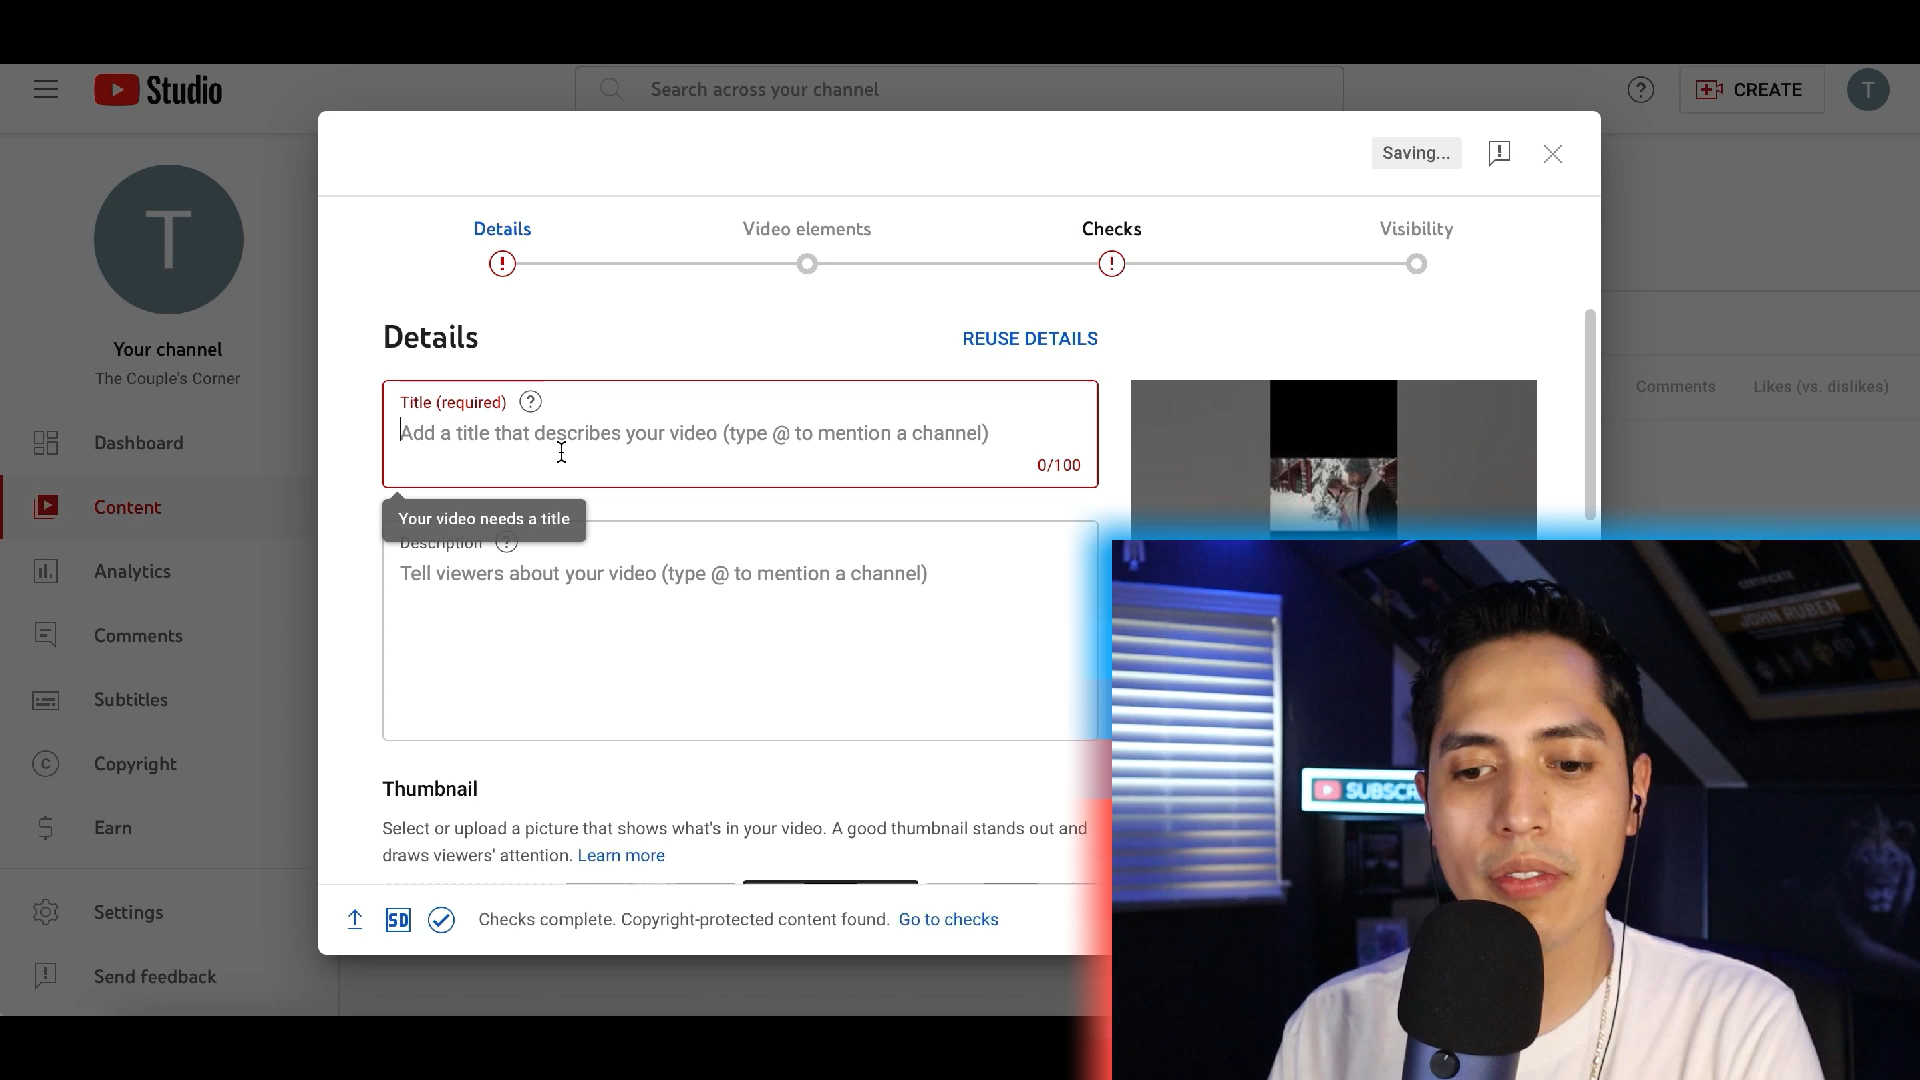 Studio
Search across your channel
?
CREATE
T
Saving...
T
Your channel
The Couple's Corner
Dashboard
Content
Analytics
Comments
Subtitles
Copyright
Earn
Settings
Send feedback
Details
Video elements
Checks
Visibility
Details
REUSE DETAILS
Title (required) ?
Add a title that describes your video (type @ to mention a channel)
0/100
Your video needs a title
Description ?
Tell viewers about your video (type @ to mention a channel)
Thumbnail
Select or upload a picture that shows what's in your video. A good thumbnail stands out and
draws viewers' attention. Learn more
SD
Checks complete. Copyright-protected content found. Go to checks
Comments
Likes (vs. dislikes)
CERTIFICATE
JOHN RUBEN
SUBSCR